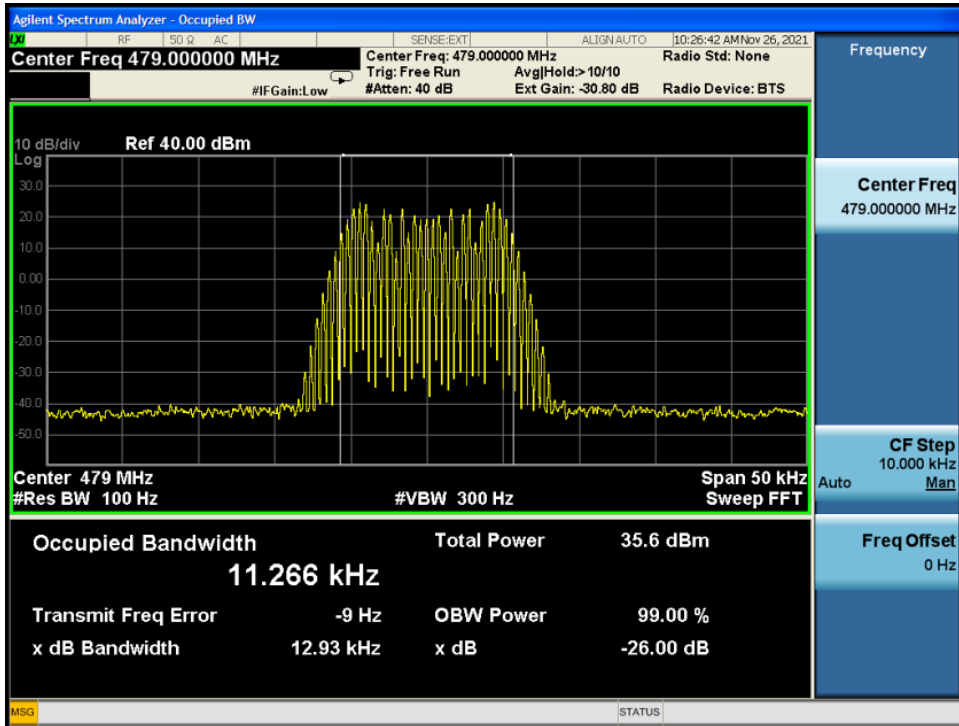 Agilent Spectrum Analyzer - Occupied BW
LXI RF 50 Ω AC SENSE:EXT ALIGN AUTO 10:26:42 AM Nov 26, 2021
Center Freq 479.000000 MHz
Center Freq: 479.000000 MHz Radio Std: None
Trig: Free Run Avg|Hold:>10/10
#IFGain:Low #Atten: 40 dB Ext Gain: -30.80 dB Radio Device: BTS
10 dB/div Ref 40.00 dBm
Log
30.0
20.0
10.0
0.00
-10.0
-20.0
-30.0
-40.0
-50.0
Center 479 MHz Span 50 kHz
#Res BW 100 Hz #VBW 300 Hz Sweep FFT
Occupied Bandwidth Total Power 35.6 dBm
11.266 kHz
Transmit Freq Error -9 Hz OBW Power 99.00 %
x dB Bandwidth 12.93 kHz x dB -26.00 dB
Frequency
Center Freq
479.000000 MHz
CF Step
10.000 kHz
Auto Man
Freq Offset
0 Hz
MSG STATUS